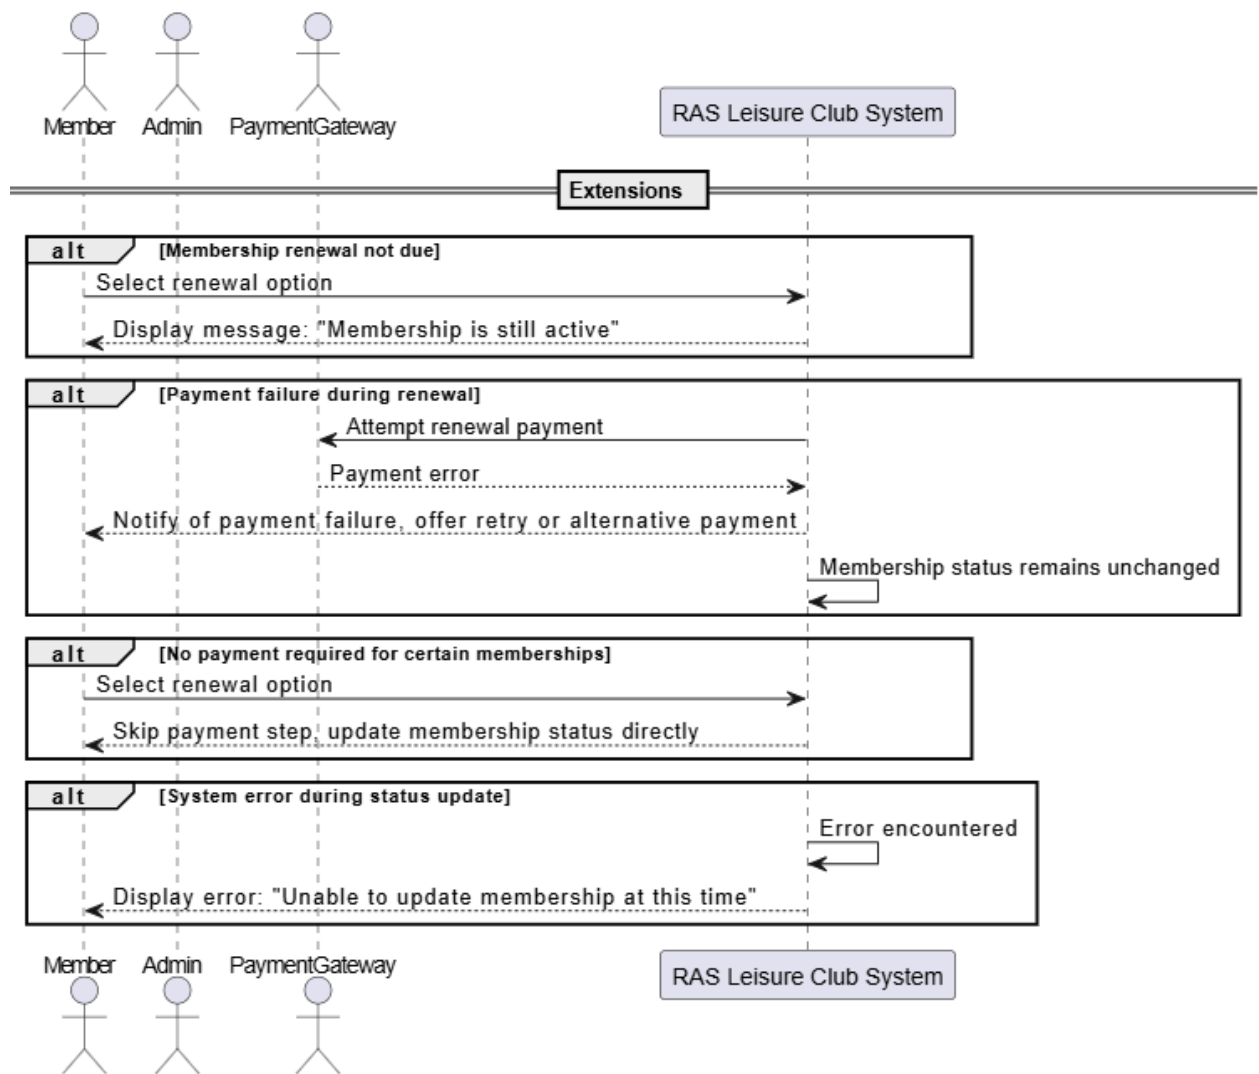 Member Admin PaymentGateway
RAS Leisure Club System
Extensions
alt [Membership renewal not due]
Select renewal option
Display message: "Membership is still active"
alt [Payment failure during renewal]
Attempt renewal payment
Payment error
Notify of payment failure, offer retry or alternative payment
Membership status remains unchanged
alt [No payment required for certain memberships]
Select renewal option
Skip payment step, update membership status directly
alt [System error during status update]
Error encountered
Display error: "Unable to update membership at this time"
Member Admin PaymentGateway
RAS Leisure Club System